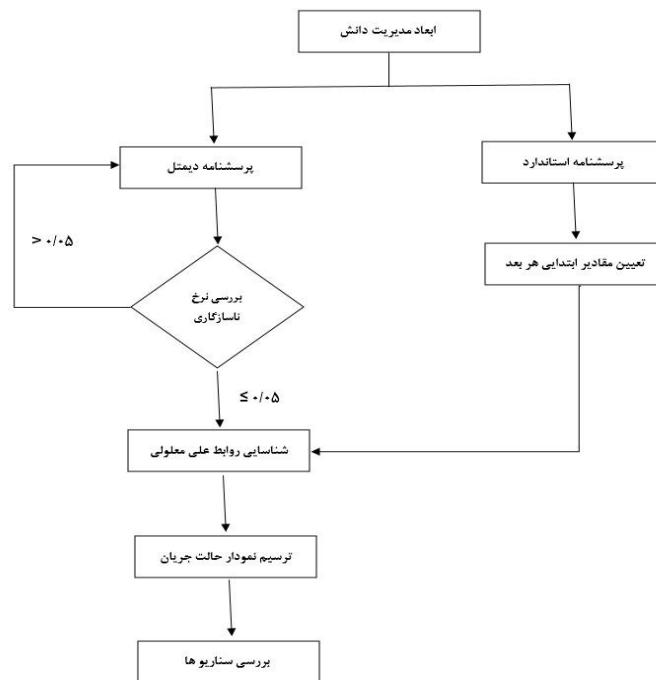 ابعاد مدیریت دانش
پرسشنامه دیمتل
پرسشنامه استاندارد
> ۰/۰۵
تعیین مقادیر ابتدایی هر بعد
بررسی نرخ
ناسازگاری
≤ ۰/۰۵
شناسایی روابط علی معلولی
ترسیم نمودار حالت جریان
بررسی سناریو ها